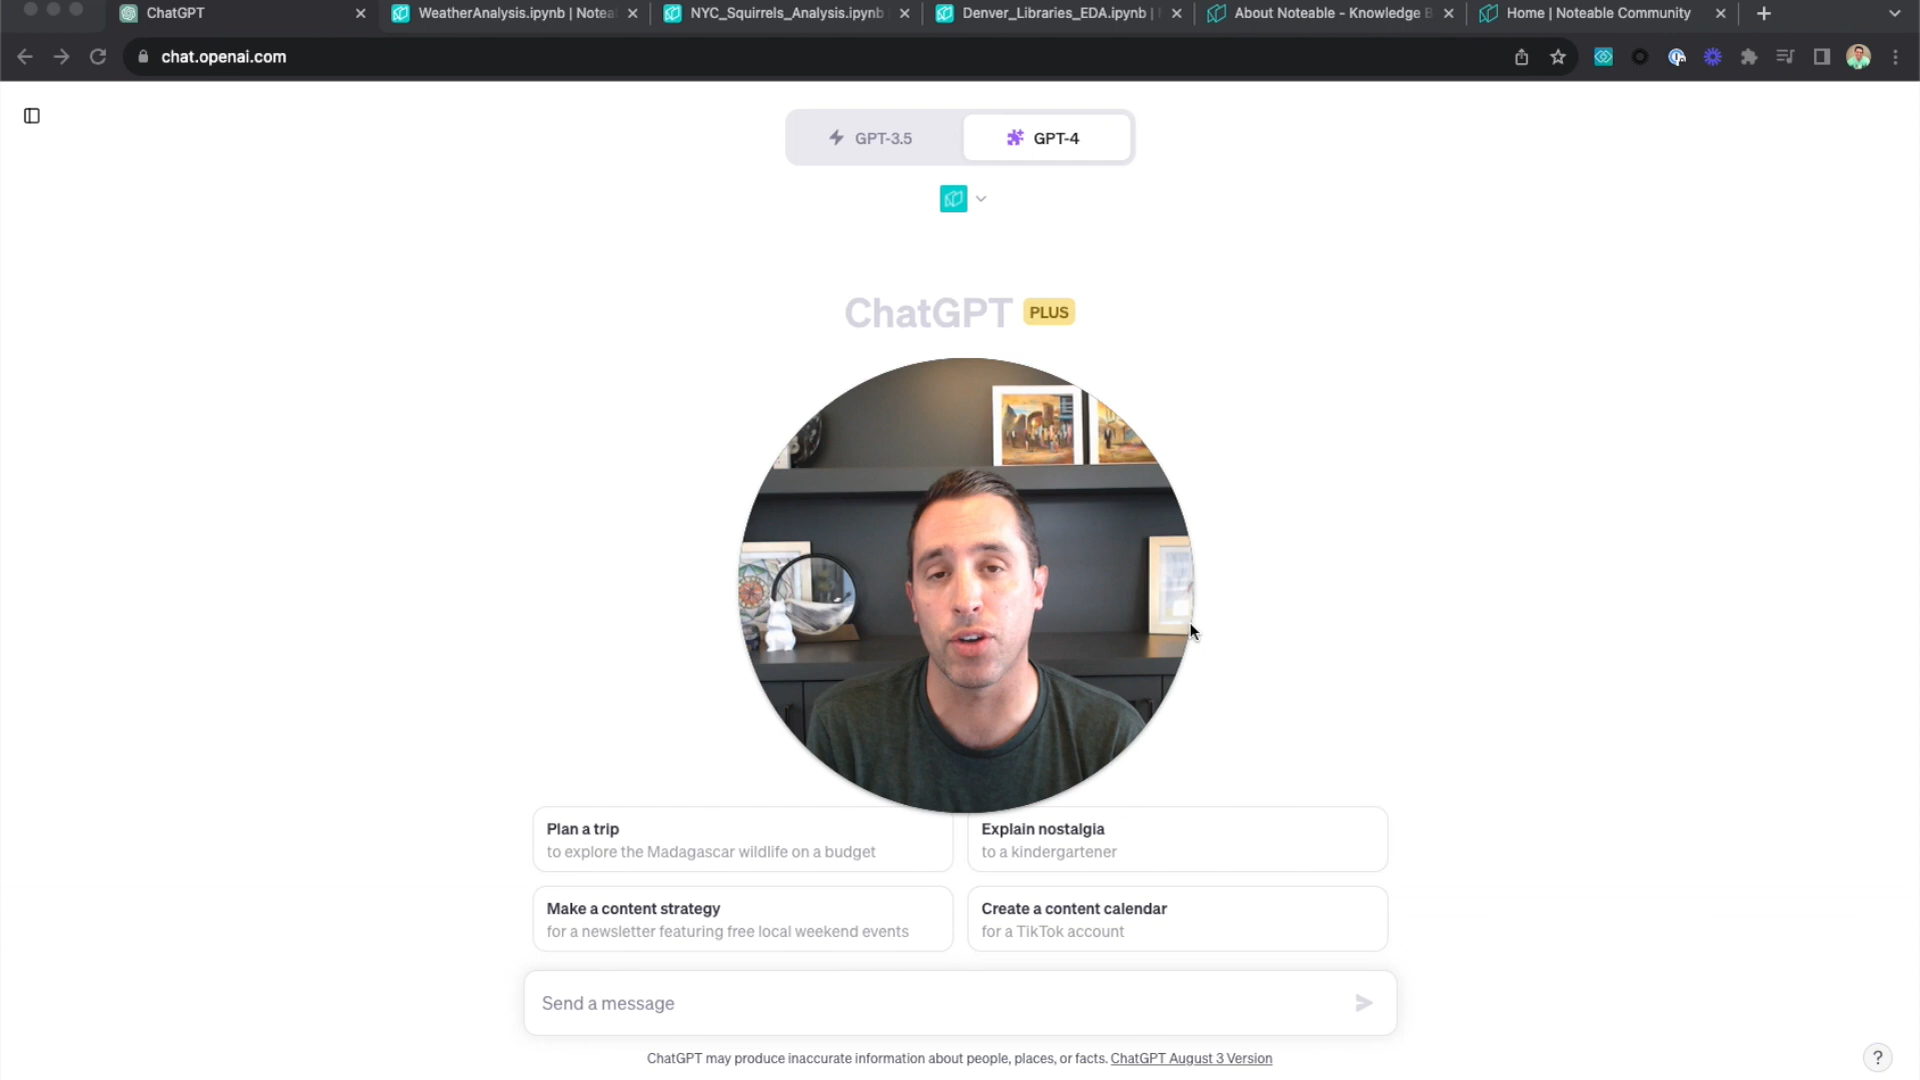 ChatGPT
WeatherAnalysis.ipynb | Notea
NYC_Squirrels_Analysis.ipynb
Denver_Libraries_EDA.ipynb |
About Noteable - Knowledge B
Home | Noteable Community
chat.openai.com
GPT-3.5
GPT-4
ChatGPT PLUS
Plan a trip
to explore the Madagascar wildlife on a budget
Explain nostalgia
to a kindergartener
Make a content strategy
for a newsletter featuring free local weekend events
Create a content calendar
for a TikTok account
Send a message
ChatGPT may produce inaccurate information about people, places, or facts. ChatGPT August 3 Version
?